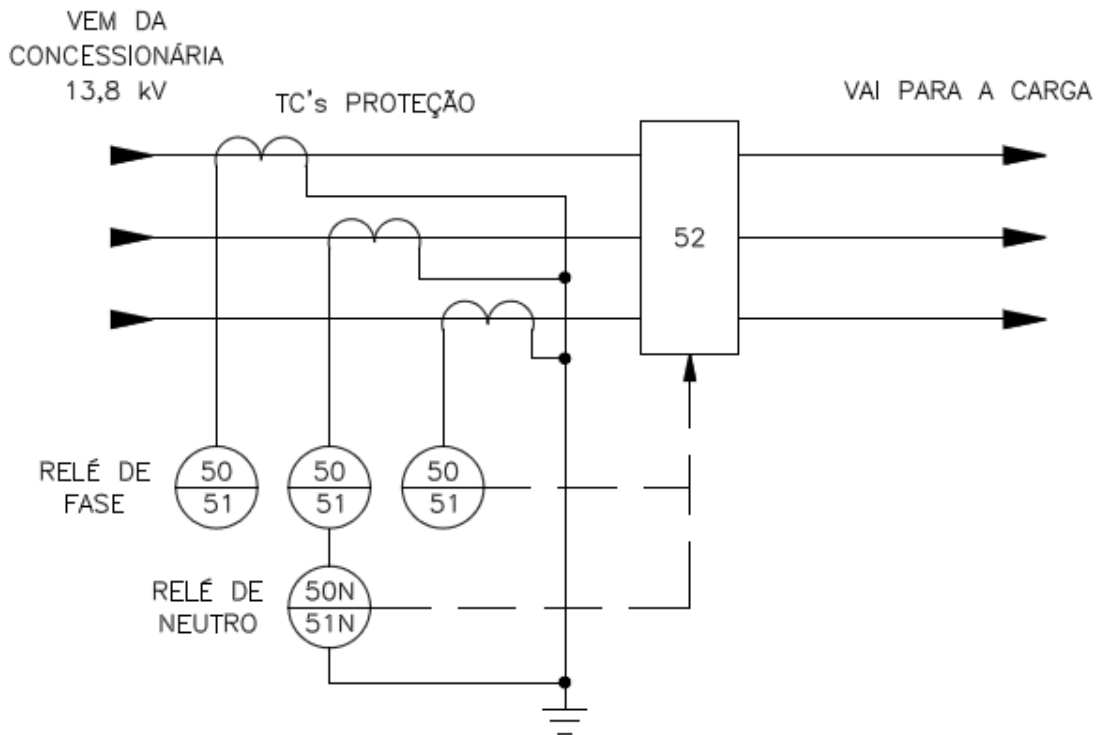 VEM DA
CONCESSIONÁRIA
13,8 kV
TC's PROTEÇÃO
VAI PARA A CARGA
52
RELÉ DE
FASE
50
51
50
51
50
51
RELÉ DE
NEUTRO
50N
51N